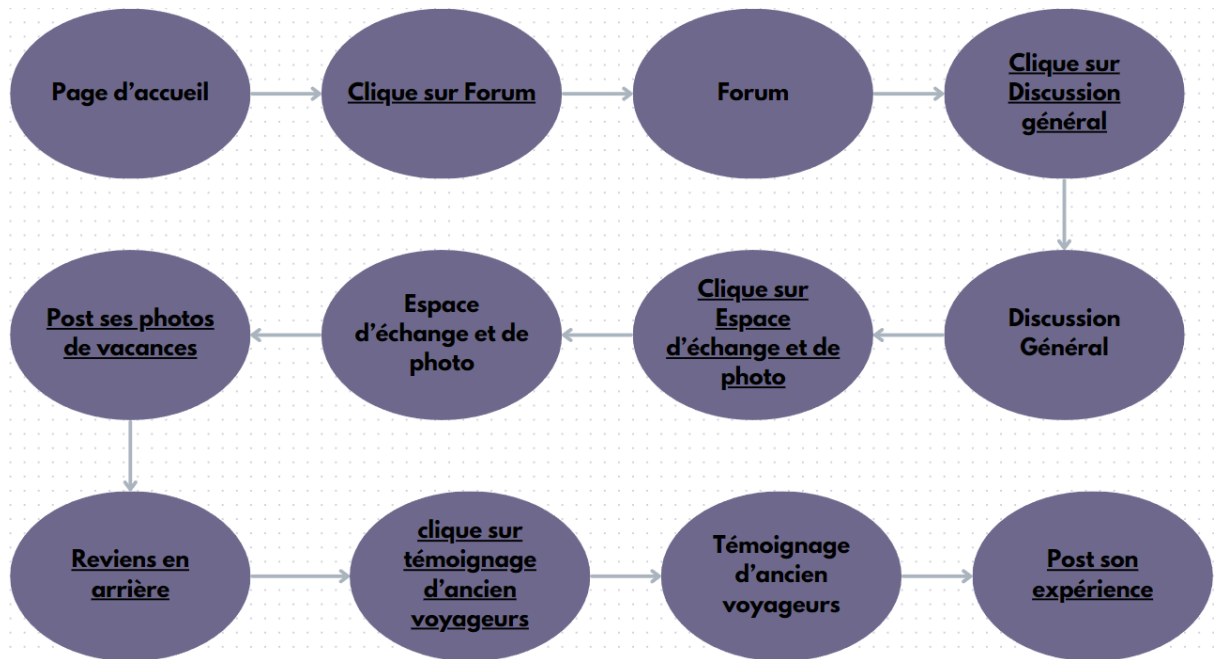 Page d’accueil
Clique sur Forum
Forum
Clique sur
Discussion
général
Discussion
Général
Clique sur
Espace
d’échange et de
photo
Espace
d’échange et de
photo
Post ses photos
de vacances
Reviens en
arrière
clique sur
témoignage
d’ancien
voyageurs
Témoignage
d’ancien
voyageurs
Post son
expérience